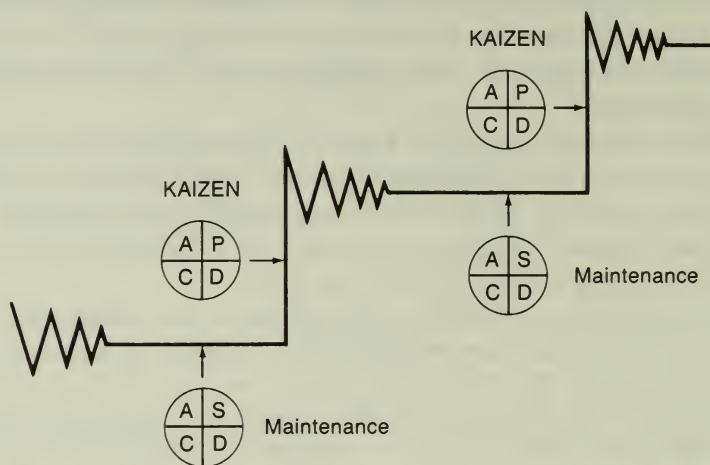 KAIZEN
A P
C D
KAIZEN
A P
C D
A S
C D
Maintenance
A S
C D
Maintenance